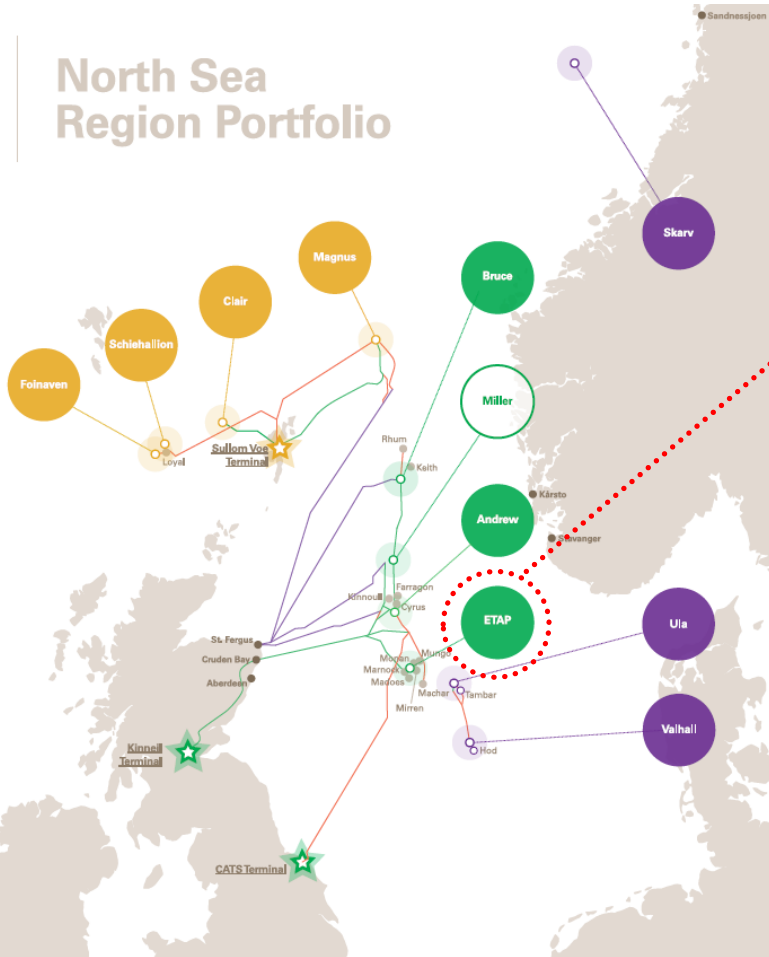 Sandnessjoen
North Sea
Region Portfolio
Skarv
Magnus
Bruce
Clair
Schiehallion
Foinaven
Miller
Rhum
Keith
Sullom Voe
Terminal
Loyal
Kårsto
Andrew
Stavanger
Farragon
Kinnoull
Cyrus
ETAP
Ula
St. Fergus
Cruden Bay
Aberdeen
Monan
Mungo
Marnock
Madoes
Machar
Tambar
Mirren
Valhall
Hod
Kinneil
Terminal
CATS Terminal